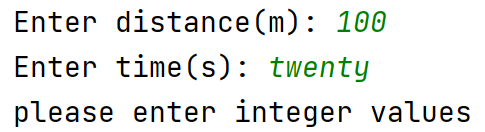 Enter distance(m): 100
Enter time(s): twenty
please enter integer values